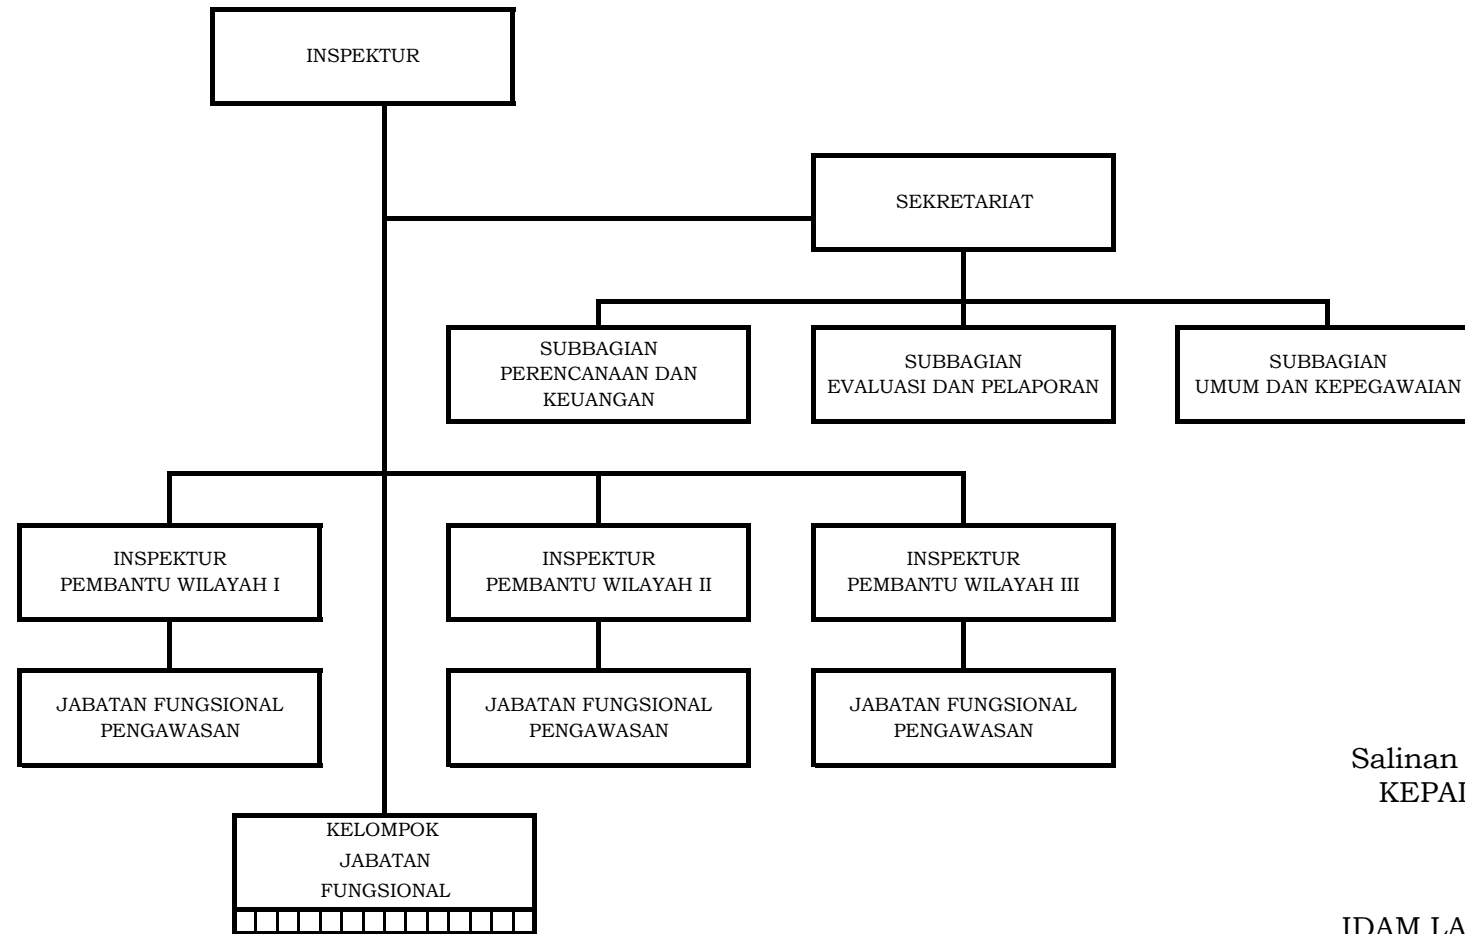 INSPEKTUR
SEKRETARIAT
SUBBAGIAN
PERENCANAAN DAN
KEUANGAN
SUBBAGIAN
EVALUASI DAN PELAPORAN
SUBBAGIAN
UMUM DAN KEPEGAWAIAN
INSPEKTUR
PEMBANTU WILAYAH I
INSPEKTUR
PEMBANTU WILAYAH II
INSPEKTUR
PEMBANTU WILAYAH III
JABATAN FUNGSIONAL
PENGAWASAN
JABATAN FUNGSIONAL
PENGAWASAN
JABATAN FUNGSIONAL
PENGAWASAN
Salinan
KELOMPOK
JABATAN
FUNGSIONAL
IDAM LA